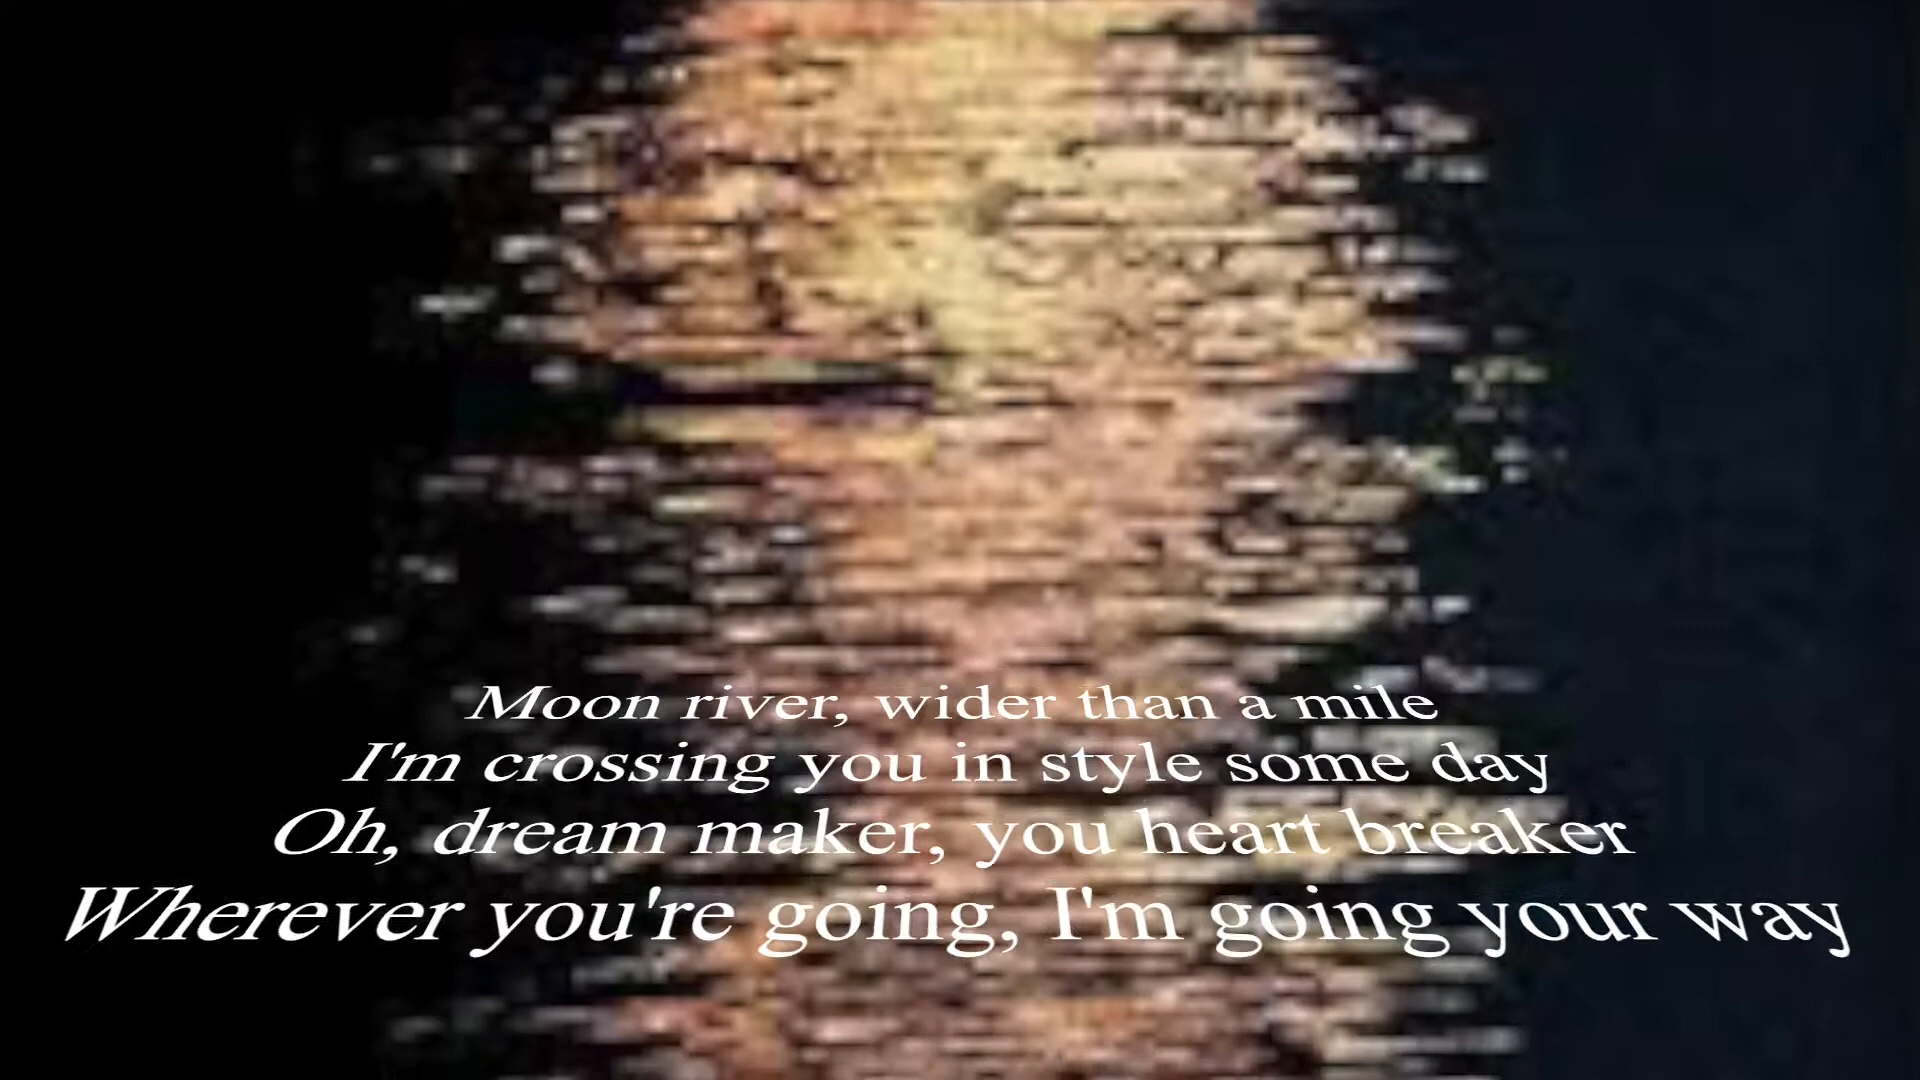 Moon river, wider than a mile
I'm crossing you in style some day
Oh, dream maker, you heart breaker
Wherever you're going, I'm going your way